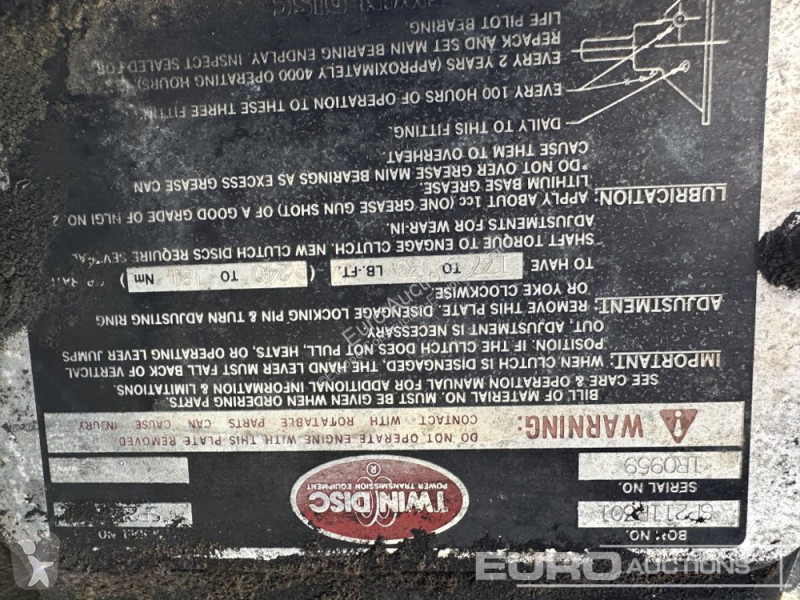 BOM NO.
MODEL NO
TWIN DISC
®
POWER TRANSMISSION EQUIPMENT
SERIAL NO.
1R0959
WARNING:
DO NOT OPERATE ENGINE WITH THIS PLATE REMOVED
CONTACT WITH ROTATABLE PARTS CAN CAUSE INJURY
BILL OF MATERIAL NO. MUST BE GIVEN WHEN ORDERING PARTS.
SEE CARE & OPERATION MANUAL FOR ADDITIONAL INFORMATION & LIMITATIONS
IMPORTANT: WHEN CLUTCH IS DISENGAGED, THE HAND LEVER MUST FALL BACK OF VERTICAL
POSITION. IF THE CLUTCH DOES NOT PULL, HEATS, OR OPERATING LEVER JUMPS
OUT, ADJUSTMENT IS NECESSARY.
ADJUSTMENT: REMOVE THIS PLATE. DISENGAGE LOCKING PIN & TURN ADJUSTING RING
OR YOKE CLOCKWISE.
TO HAVE 177 TO LB.-FT. ( 240 TO Nm )
SHAFT TORQUE TO ENGAGE CLUTCH. NEW CLUTCH DISCS REQUIRE SEVERAL
ADJUSTMENTS FOR WEAR-IN.
LUBRICATION: APPLY ABOUT 1cc (ONE GREASE GUN SHOT) OF A GOOD GRADE OF NLGI NO. 2
LITHIUM BASE GREASE.
*DO NOT OVER GREASE MAIN BEARINGS AS EXCESS GREASE CAN
CAUSE THEM TO OVERHEAT
DAILY TO THIS FITTING.
EVERY 100 HOURS OF OPERATION TO THESE THREE FITTINGS
EVERY 2 YEARS (APPROXIMATELY 4000 OPERATING HOURS)
REPACK AND SET MAIN BEARING ENDPLAY. INSPECT SEALED FOR
LIFE PILOT BEARING
EUROAUCTIONS